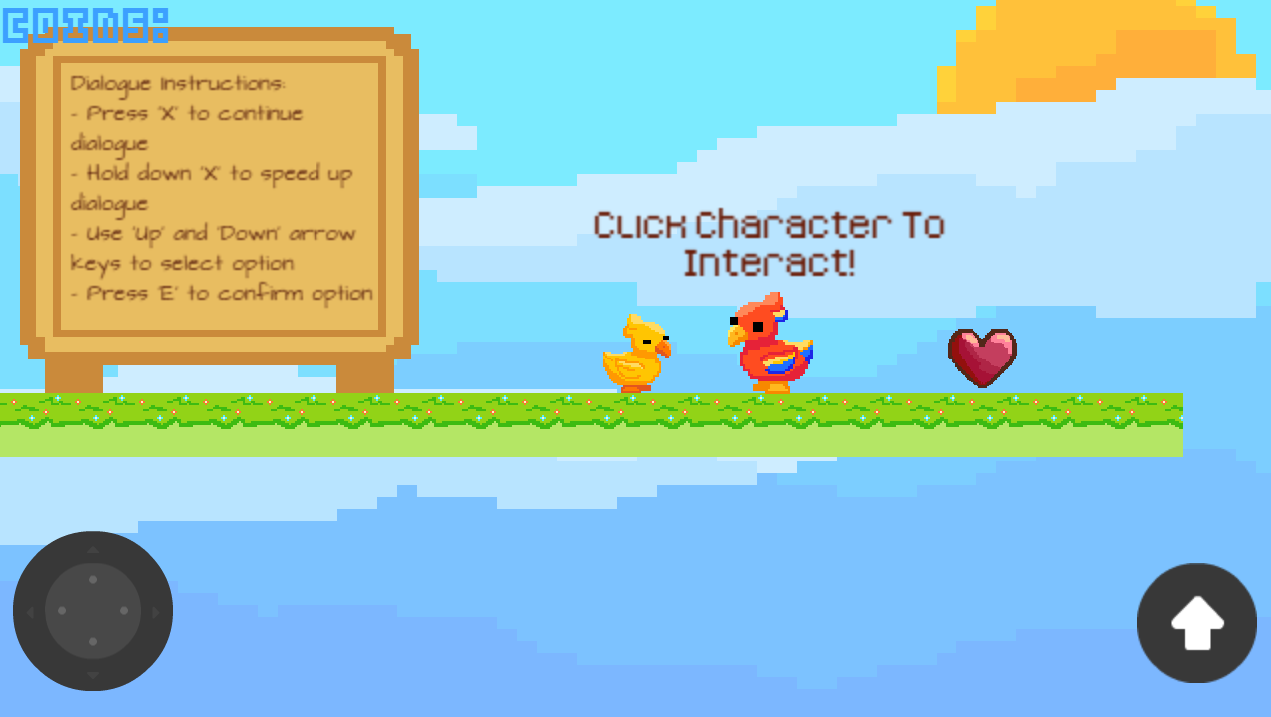 COINS:
Dialogue Instructions:
- Press 'X' to continue
dialogue
- Hold down 'X' to speed up
dialogue
- Use 'Up' and 'Down' arrow
keys to select option
- Press 'E' to confirm option
Click Character To
Interact!